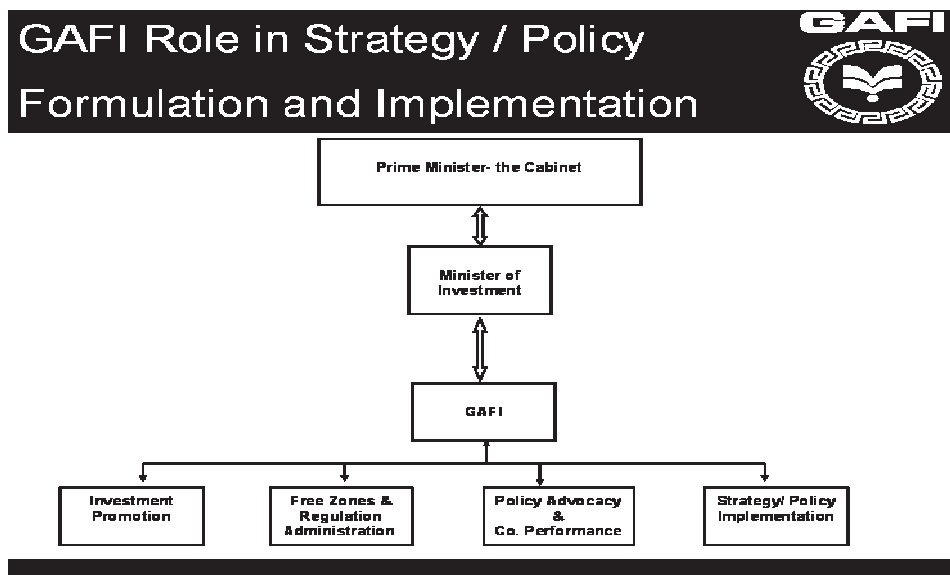 GAFI Role in Strategy / Policy
Formulation and Implementation
GAFI
Prime Minister- the Cabinet
Minister of
Investment
GAFI
Investment
Promotion
Free Zones &
Regulation
Administration
Policy Advocacy
&
Co. Performance
Strategy/ Policy
Implementation